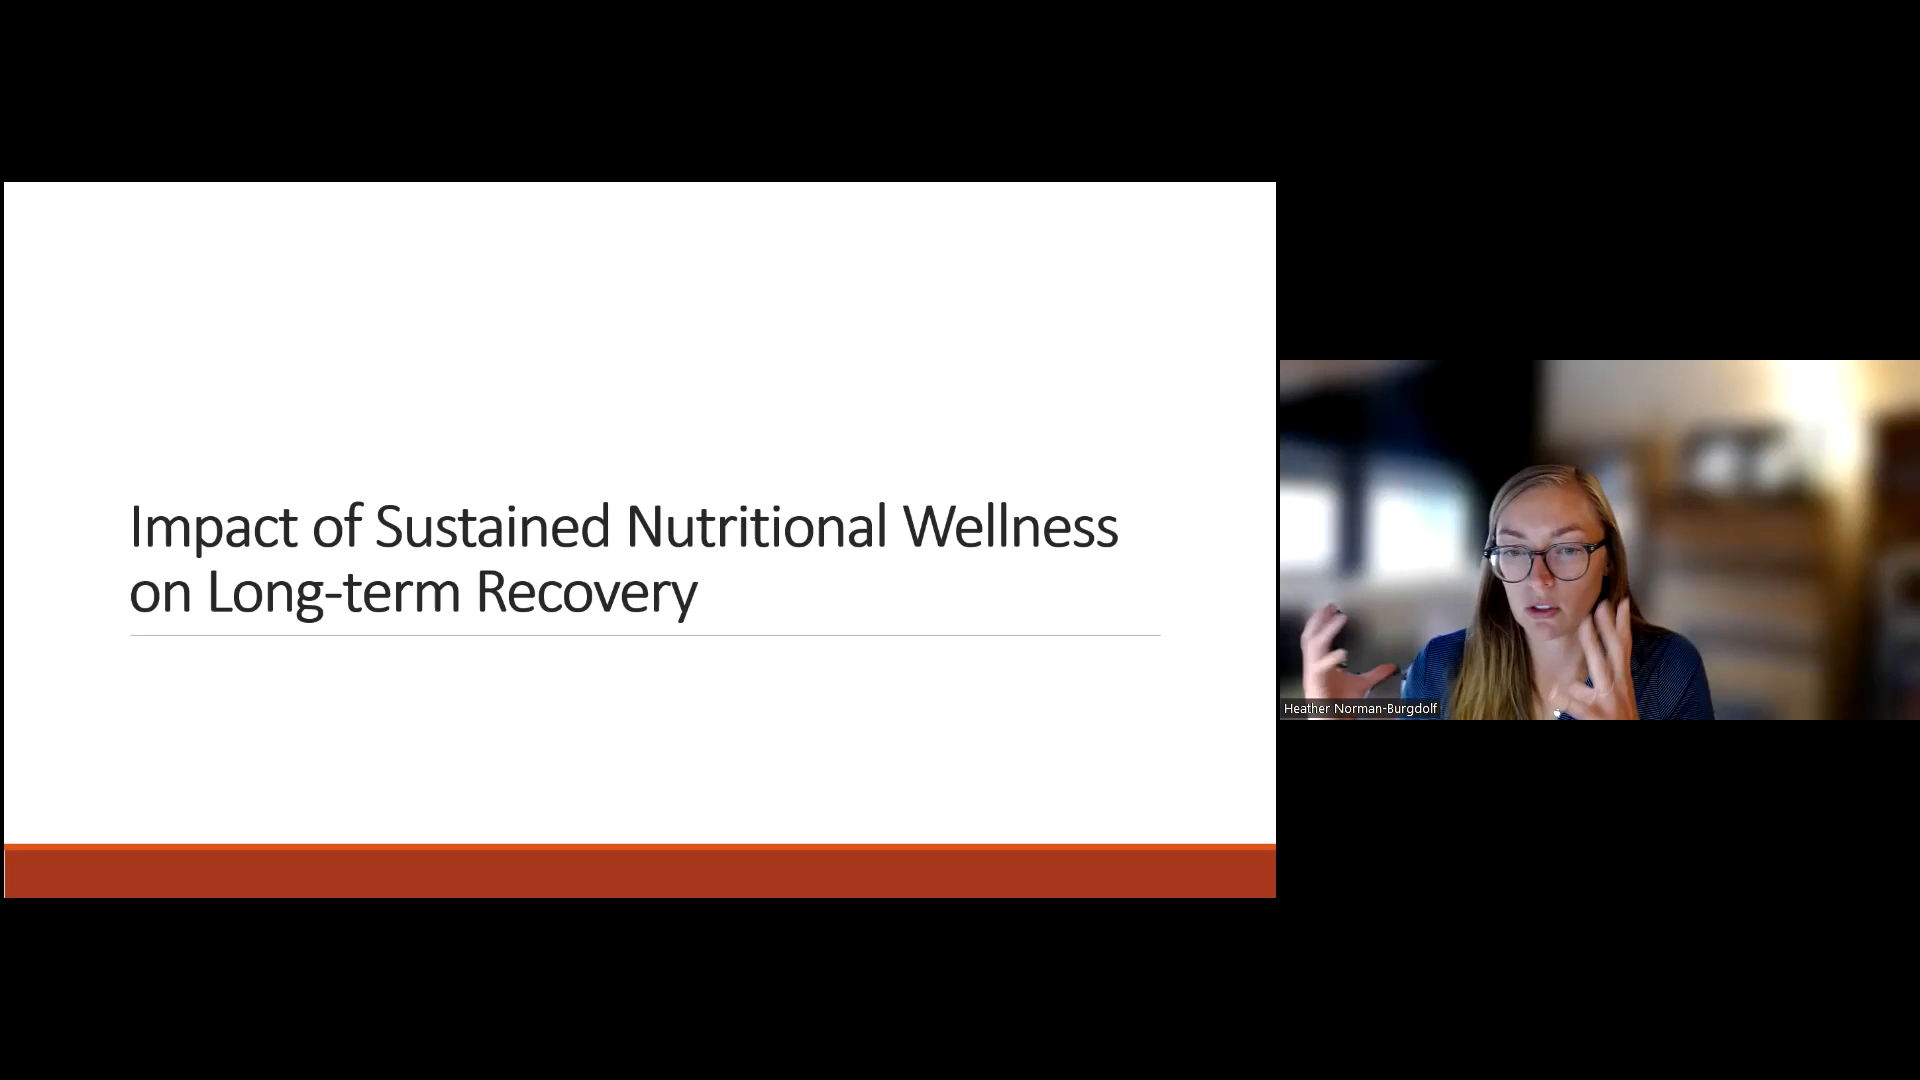 Impact of Sustained Nutritional Wellness
on Long-term Recovery
Heather Norman-Burgdolf